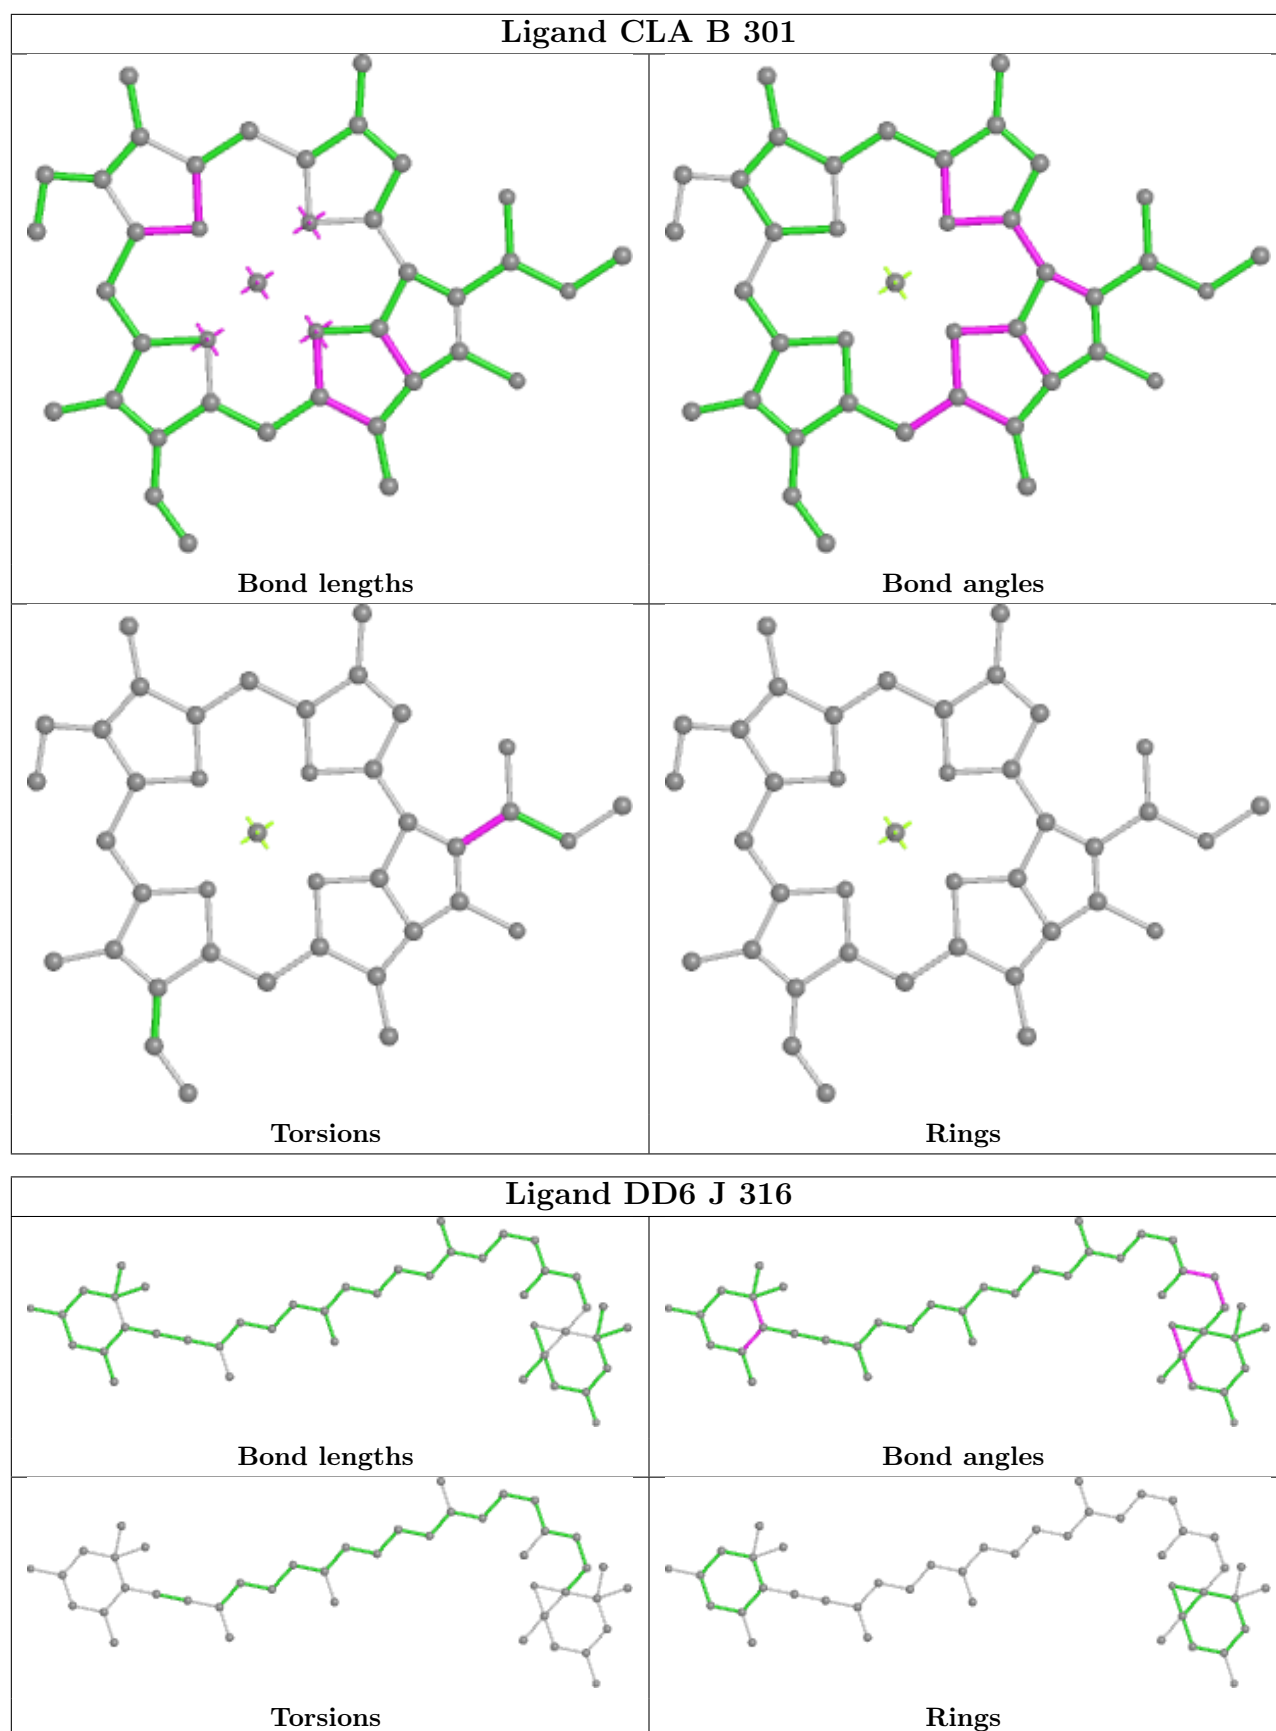 Ligand CLA B 301
Bond lengths
Bond angles
Torsions
Rings
Ligand DD6 J 316
Bond lengths
Bond angles
Torsions
Rings